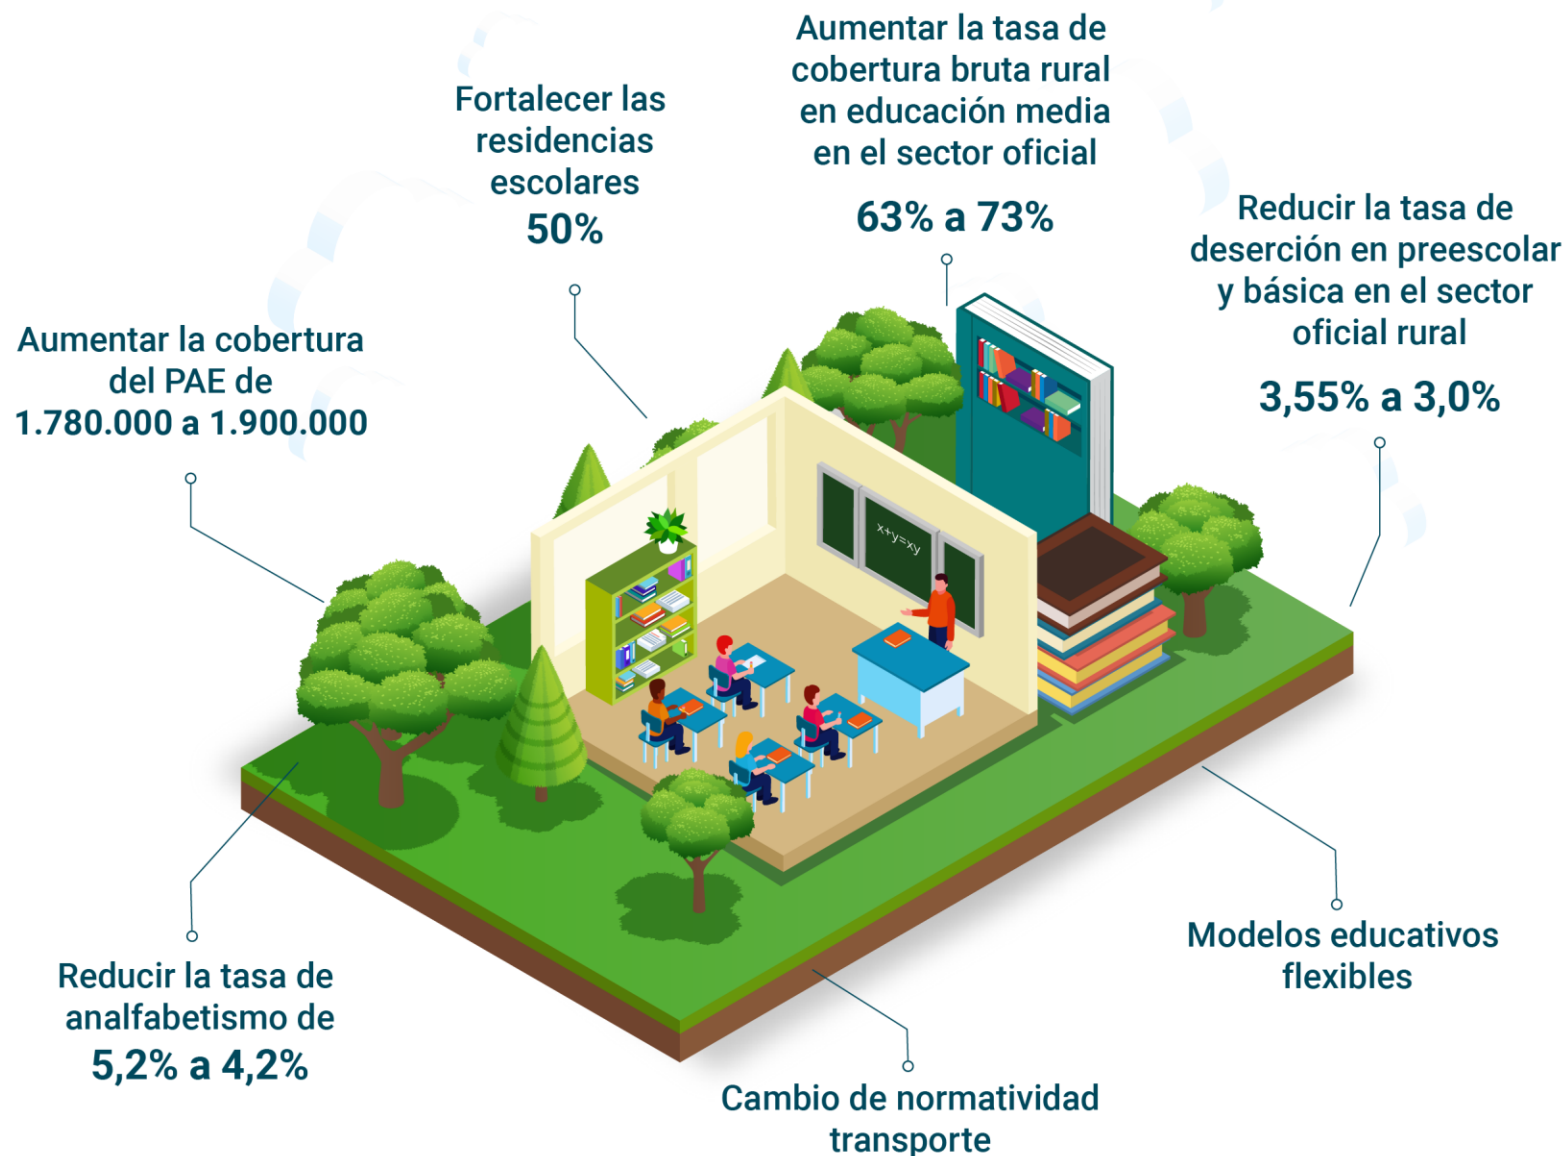 Aumentar la tasa de
cobertura bruta rural
en educación media
en el sector oficial
63% a 73%
Fortalecer las
residencias
escolares
50%
Reducir la tasa de
deserción en preescolar
y básica en el sector
oficial rural
3,55% a 3,0%
Aumentar la cobertura
del PAE de
1.780.000 a 1.900.000
x+y=xy
Reducir la tasa de
analfabetismo de
5,2% a 4,2%
Modelos educativos
flexibles
Cambio de normatividad
transporte